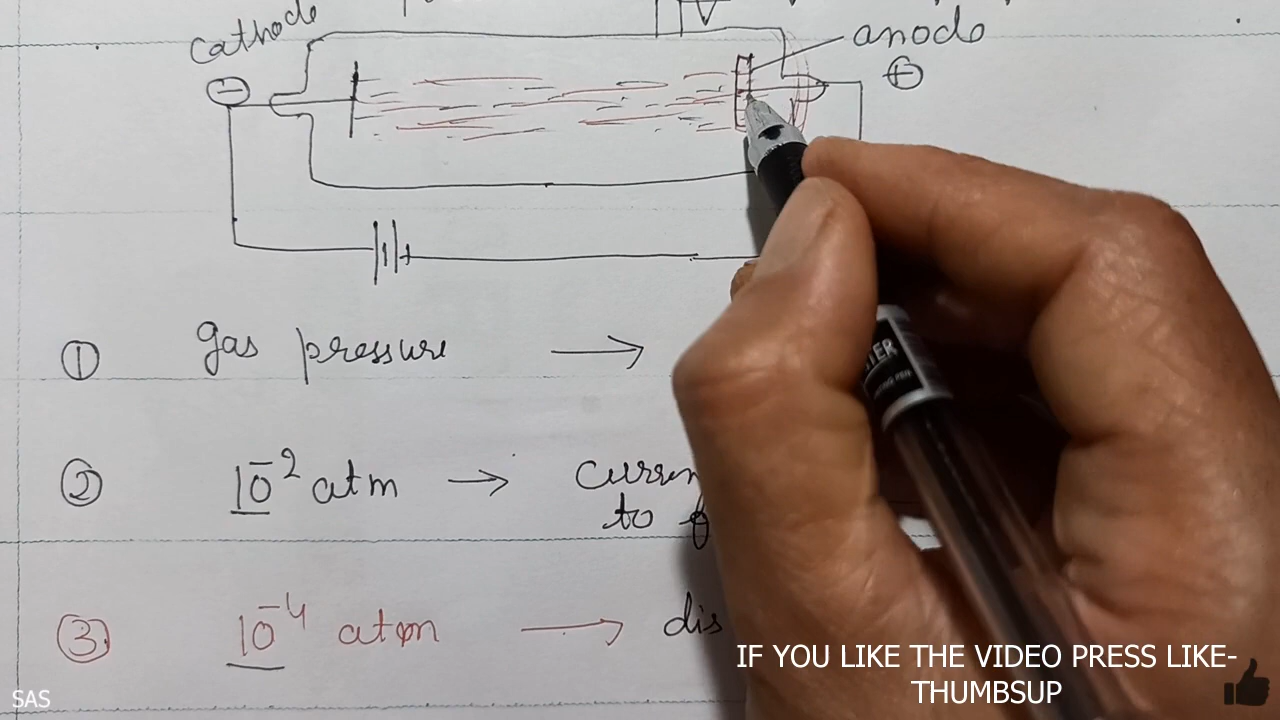 cathode
anode
−
+
① gas pressure →
② 10⁻² atm → curren
to f
③ 10⁻⁴ atm → dis
IF YOU LIKE THE VIDEO PRESS LIKE-
THUMBSUP
SAS